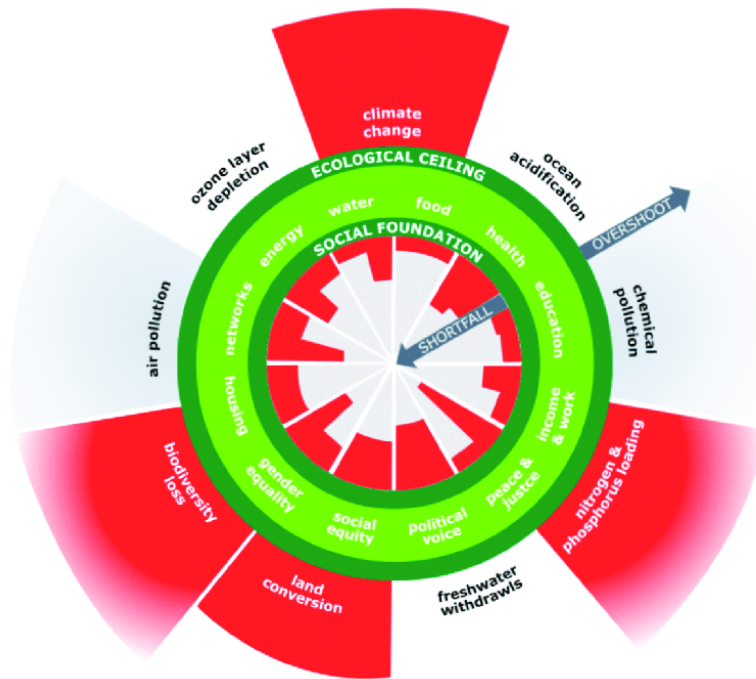 climate
change
ozone layer
depletion
ECOLOGICAL CEILING
ocean
acidification
water
food
energy
SOCIAL FOUNDATION
health
OVERSHOOT
networks
education
SHORTFALL
air pollution
chemical
pollution
housing
income
& work
biodiversity
loss
gender
equality
social
equity
political
voice
peace &
justce
nitrogen &
phosphorus loading
land
conversion
freshwater
withdrawls